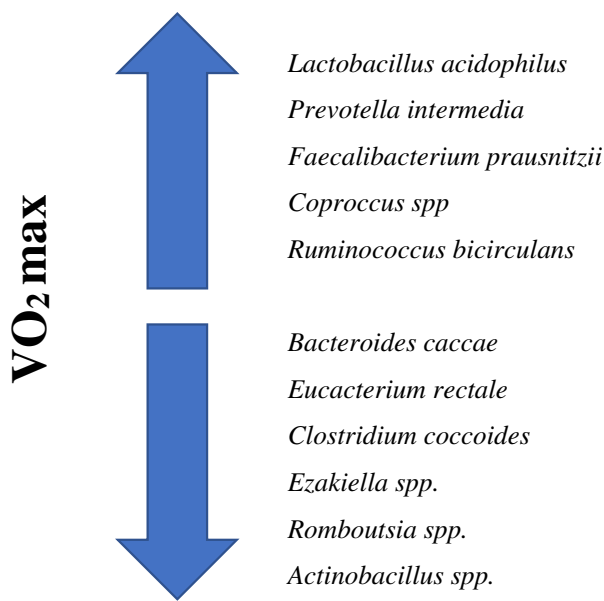 VO₂ max
Lactobacillus acidophilus
Prevotella intermedia
Faecalibacterium prausnitzii
Coproccus spp
Ruminococcus bicirculans
Bacteroides caccae
Eucacterium rectale
Clostridium coccoides
Ezakiella spp.
Romboutsia spp.
Actinobacillus spp.